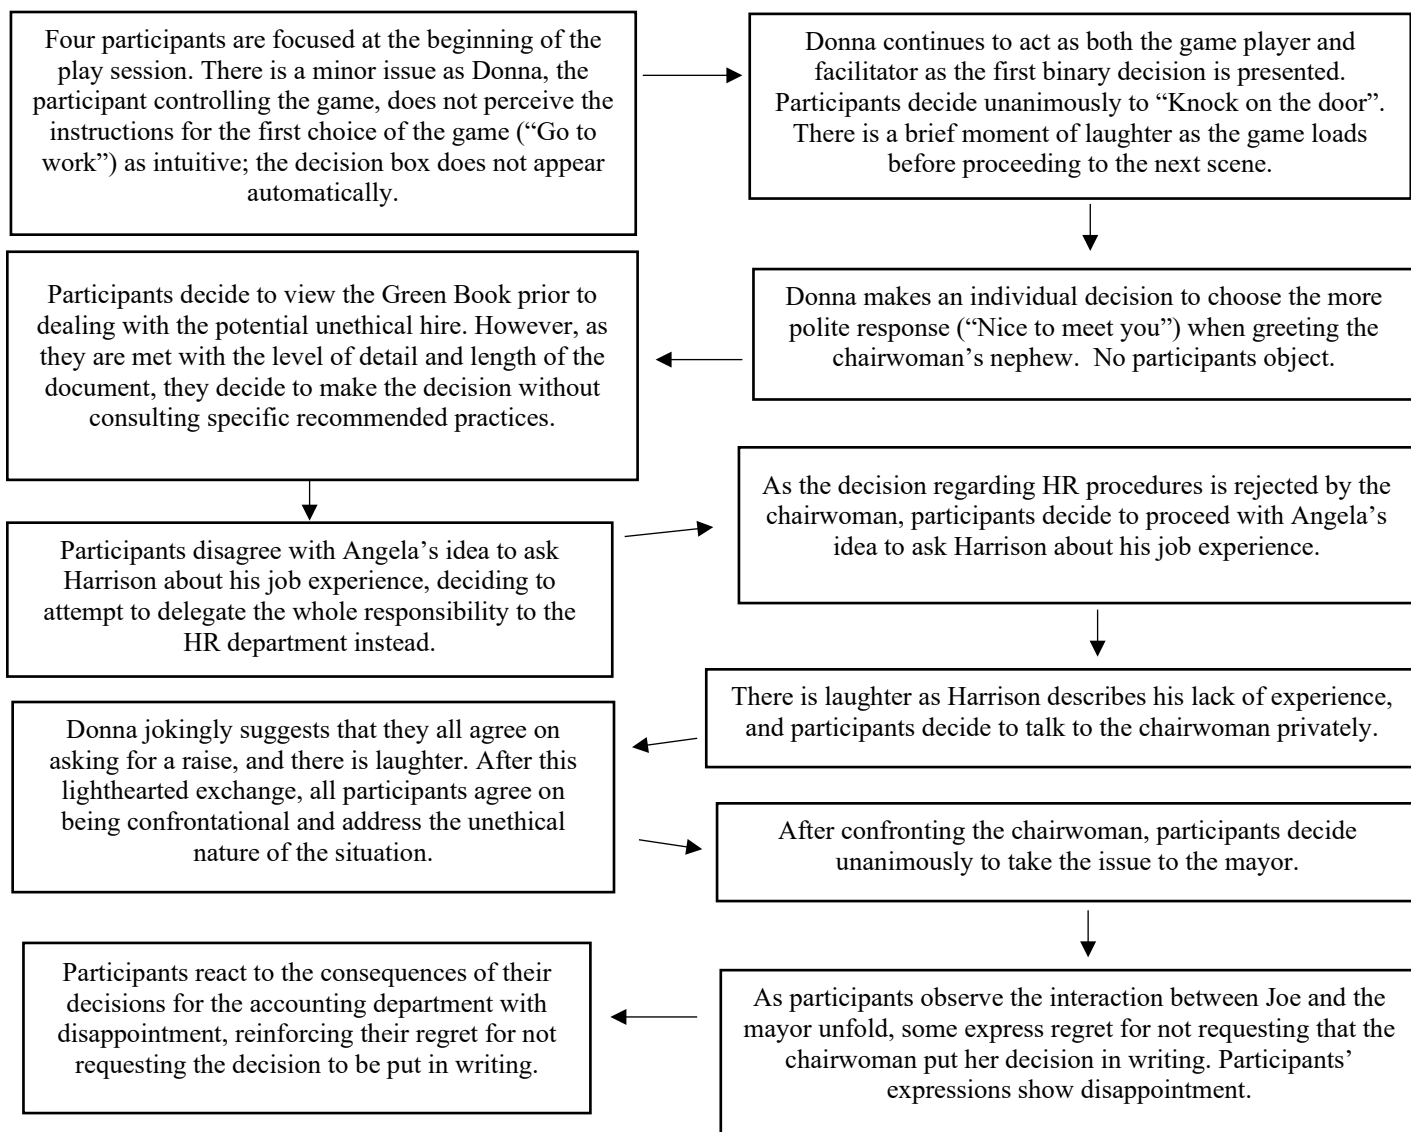 Four participants are focused at the beginning of the
play session. There is a minor issue as Donna, the
participant controlling the game, does not perceive the
instructions for the first choice of the game (“Go to
work”) as intuitive; the decision box does not appear
automatically.
Donna continues to act as both the game player and
facilitator as the first binary decision is presented.
Participants decide unanimously to “Knock on the door”.
There is a brief moment of laughter as the game loads
before proceeding to the next scene.
Donna makes an individual decision to choose the more
polite response (“Nice to meet you”) when greeting the
chairwoman’s nephew.  No participants object.
Participants decide to view the Green Book prior to
dealing with the potential unethical hire. However, as
they are met with the level of detail and length of the
document, they decide to make the decision without
consulting specific recommended practices.
Participants disagree with Angela’s idea to ask
Harrison about his job experience, deciding to
attempt to delegate the whole responsibility to the
HR department instead.
As the decision regarding HR procedures is rejected by the
chairwoman, participants decide to proceed with Angela’s
idea to ask Harrison about his job experience.
There is laughter as Harrison describes his lack of experience,
and participants decide to talk to the chairwoman privately.
Donna jokingly suggests that they all agree on
asking for a raise, and there is laughter. After this
lighthearted exchange, all participants agree on
being confrontational and address the unethical
nature of the situation.
After confronting the chairwoman, participants decide
unanimously to take the issue to the mayor.
As participants observe the interaction between Joe and the
mayor unfold, some express regret for not requesting that the
chairwoman put her decision in writing. Participants’
expressions show disappointment.
Participants react to the consequences of their
decisions for the accounting department with
disappointment, reinforcing their regret for not
requesting the decision to be put in writing.